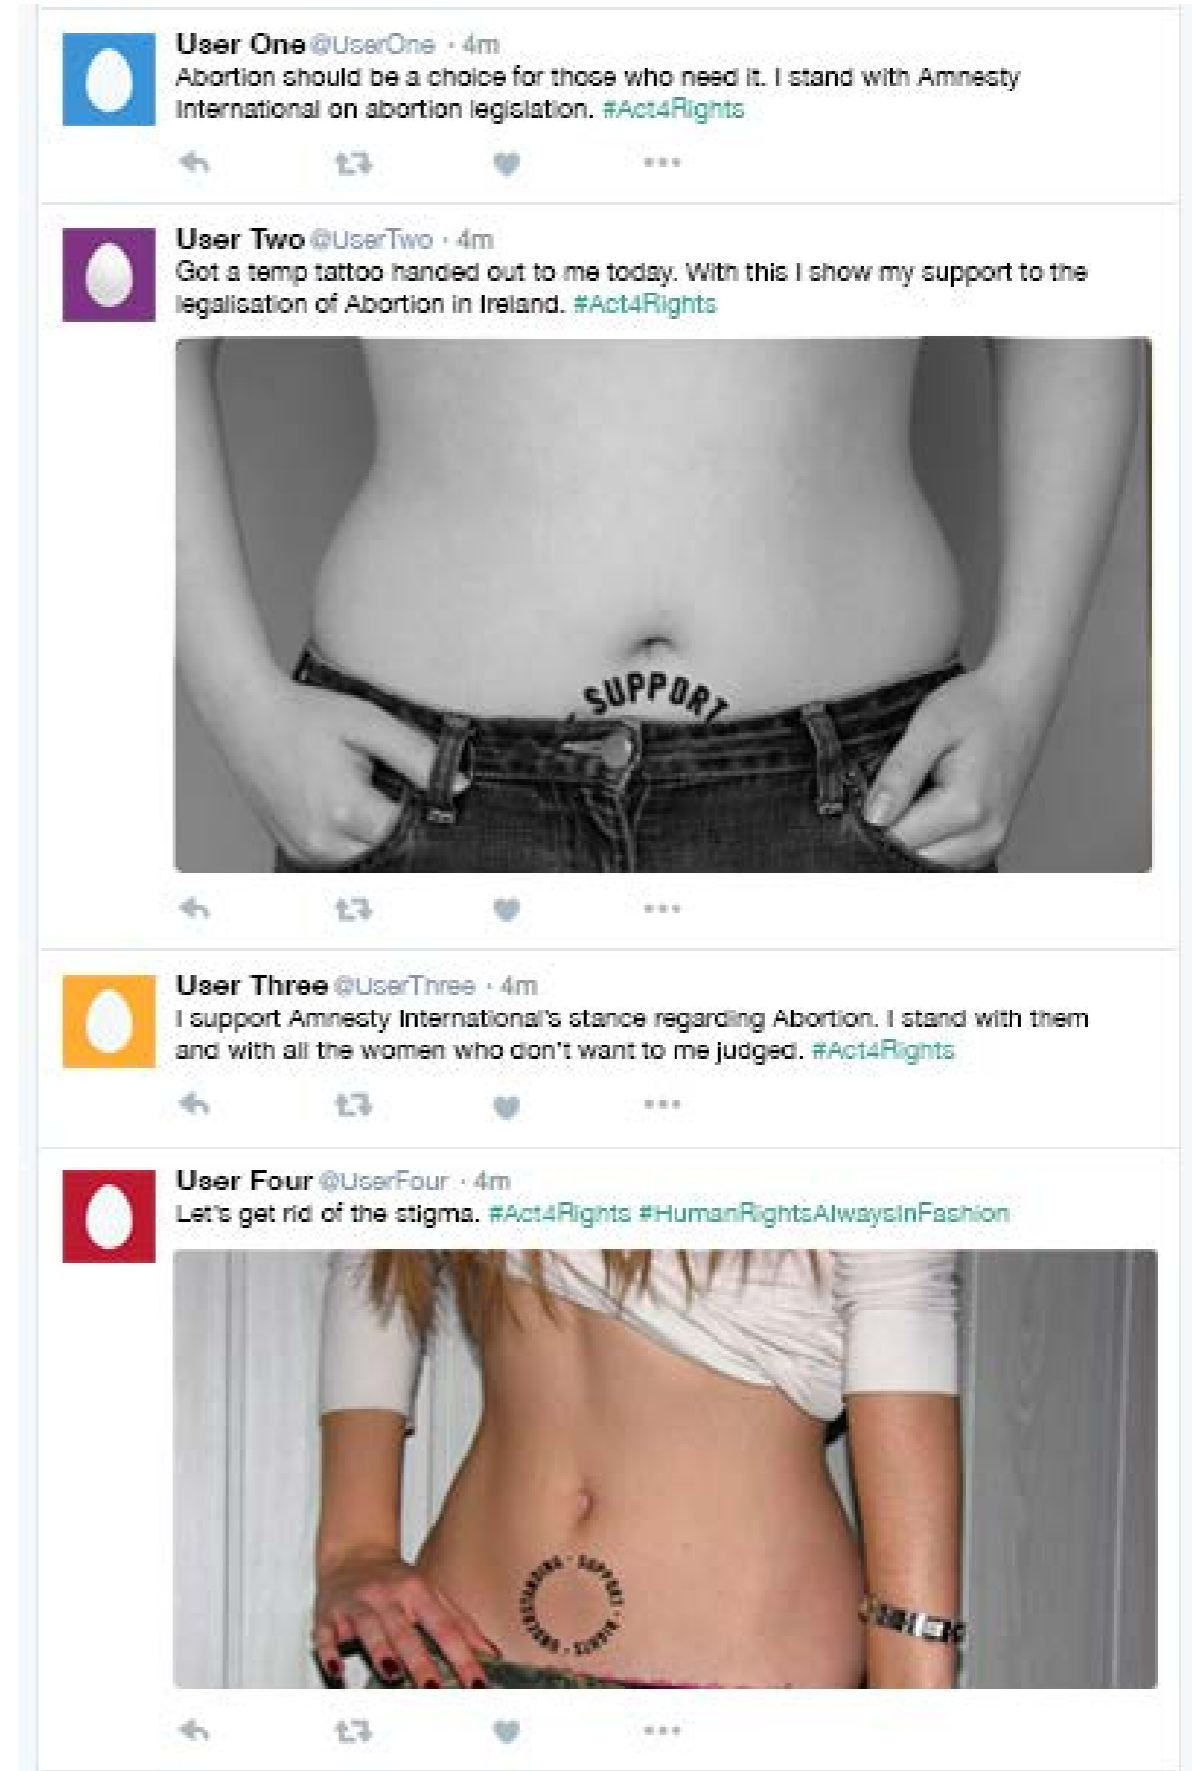 User One @UserOne · 4m
Abortion should be a choice for those who need it. I stand with Amnesty
International on abortion legislation. #Act4Rights
User Two @UserTwo · 4m
Got a temp tattoo handed out to me today. With this I show my support to the
legalisation of Abortion in Ireland. #Act4Rights
SUPPORT
User Three @UserThree · 4m
I support Amnesty International's stance regarding Abortion. I stand with them
and with all the women who don't want to me judged. #Act4Rights
User Four @UserFour · 4m
Let's get rid of the stigma. #Act4Rights #HumanRightsAlwaysInFashion
UNDERSTANDING · SUPPORT · RIGHTS ·